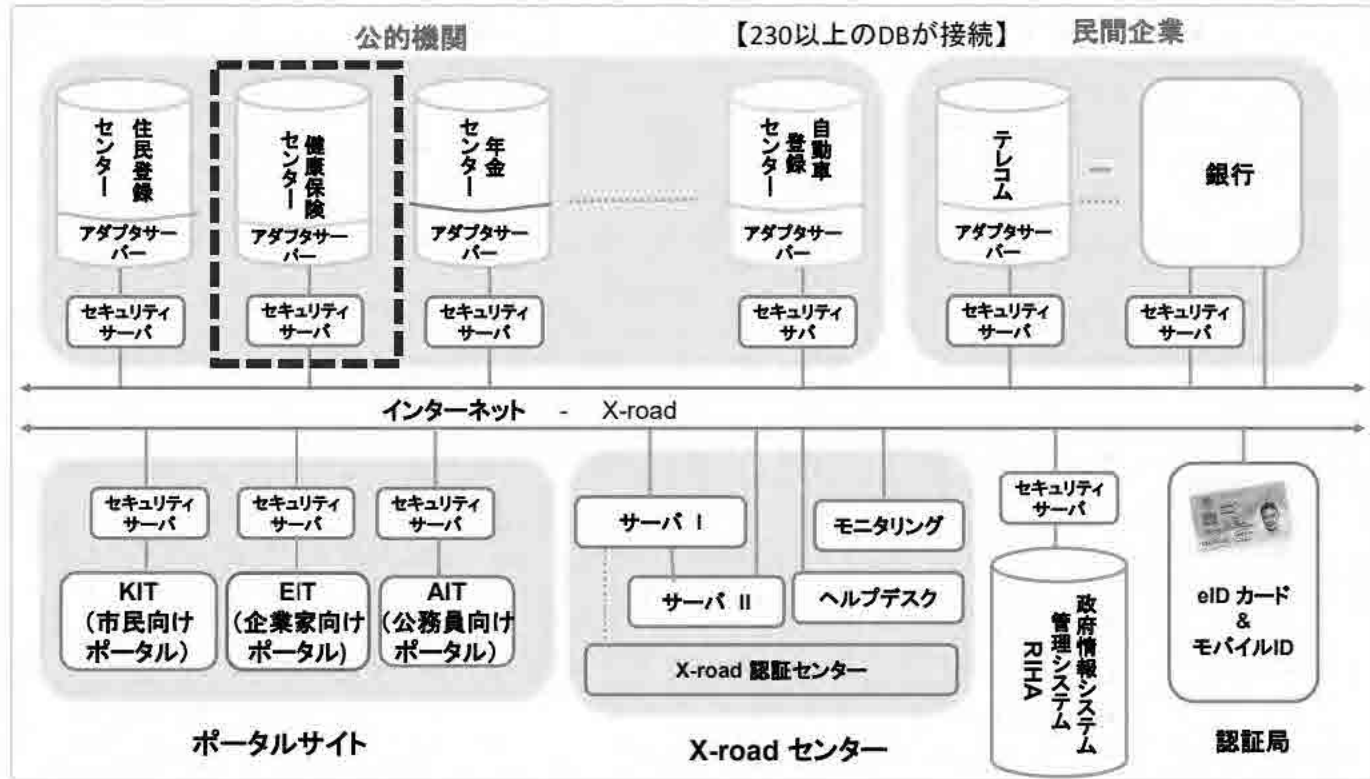 公的機関
【230以上のDBが接続】
民間企業
住民登録
センター
アダプタサー
バー
セキュリティ
サーバ
健康保険
センター
アダプタサー
バー
セキュリティ
サーバ
年金
センター
アダプタサー
バー
セキュリティ
サーバ
自動車
登録
センター
アダプタサー
バー
セキュリティ
サバ
テレコム
アダプタサー
バー
セキュリティ
サーバ
銀行
セキュリティ
サーバ
インターネット - X-road
セキュリティ
サーバ
KIT
(市民向け
ポータル)
セキュリティ
サーバ
EIT
(企業家向け
ポータル)
セキュリティ
サーバ
AIT
(公務員向け
ポータル)
ポータルサイト
サーバ I
モニタリング
サーバ II
ヘルプデスク
X-road 認証センター
X-road センター
セキュリティ
サーバ
政府情報システム
管理システム
RIHA
eID カード
&
モバイルID
認証局